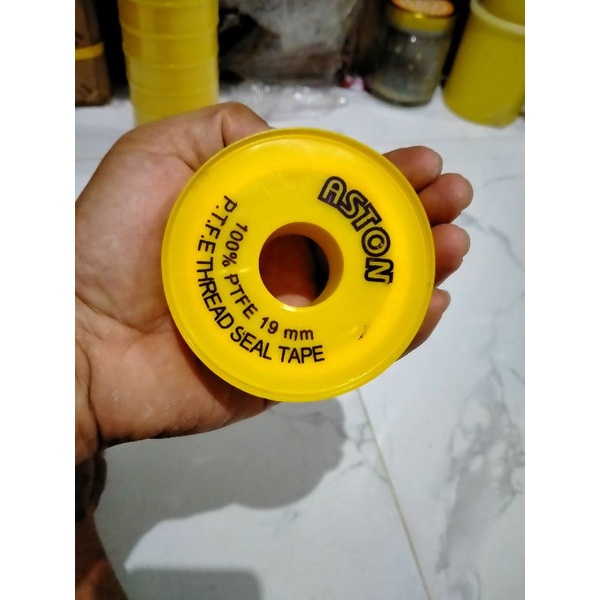 ASTON
P.T.F.E THREAD SEAL TAPE
100% PTFE 19 mm